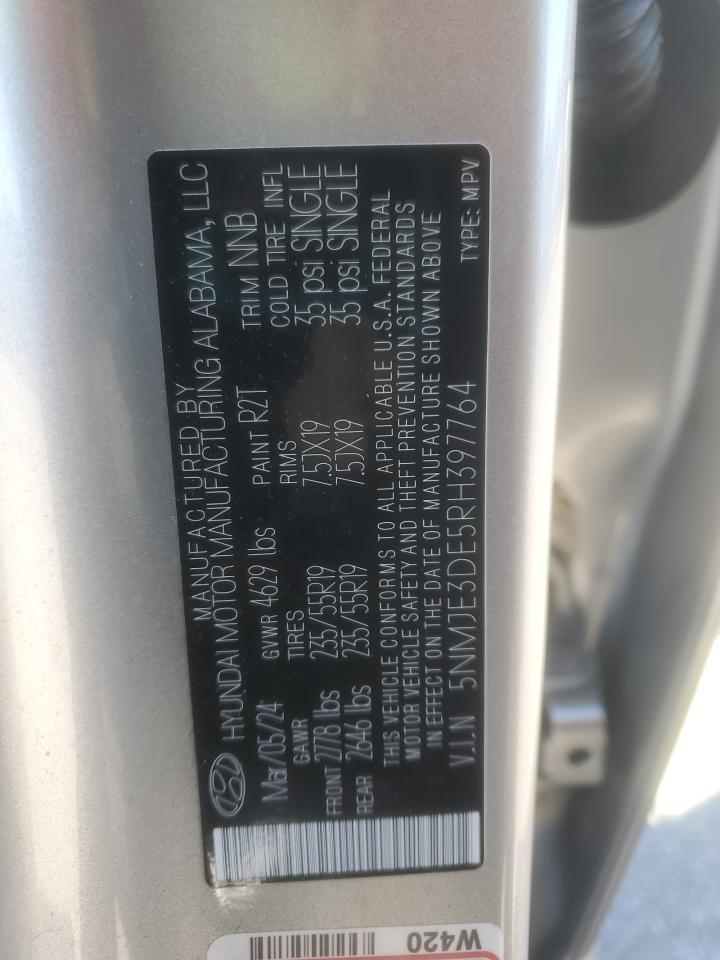 MANUFACTURED BY
HYUNDAI MOTOR MANUFACTURING ALABAMA, LLC
Mar/05/24 GVWR 4629 lbs PAINT R2T TRIM NNB
GAWR TIRES RIMS COLD TIRE INFL
FRONT 2778 lbs 235/55R19 7.5JX19 35 psi SINGLE
REAR 2646 lbs 235/55R19 7.5JX19 35 psi SINGLE
THIS VEHICLE CONFORMS TO ALL APPLICABLE U.S.A. FEDERAL
MOTOR VEHICLE SAFETY AND THEFT PREVENTION STANDARDS
IN EFFECT ON THE DATE OF MANUFACTURE SHOWN ABOVE
V.I.N 5NMJE3DE5RH397764 TYPE: MPV
W420